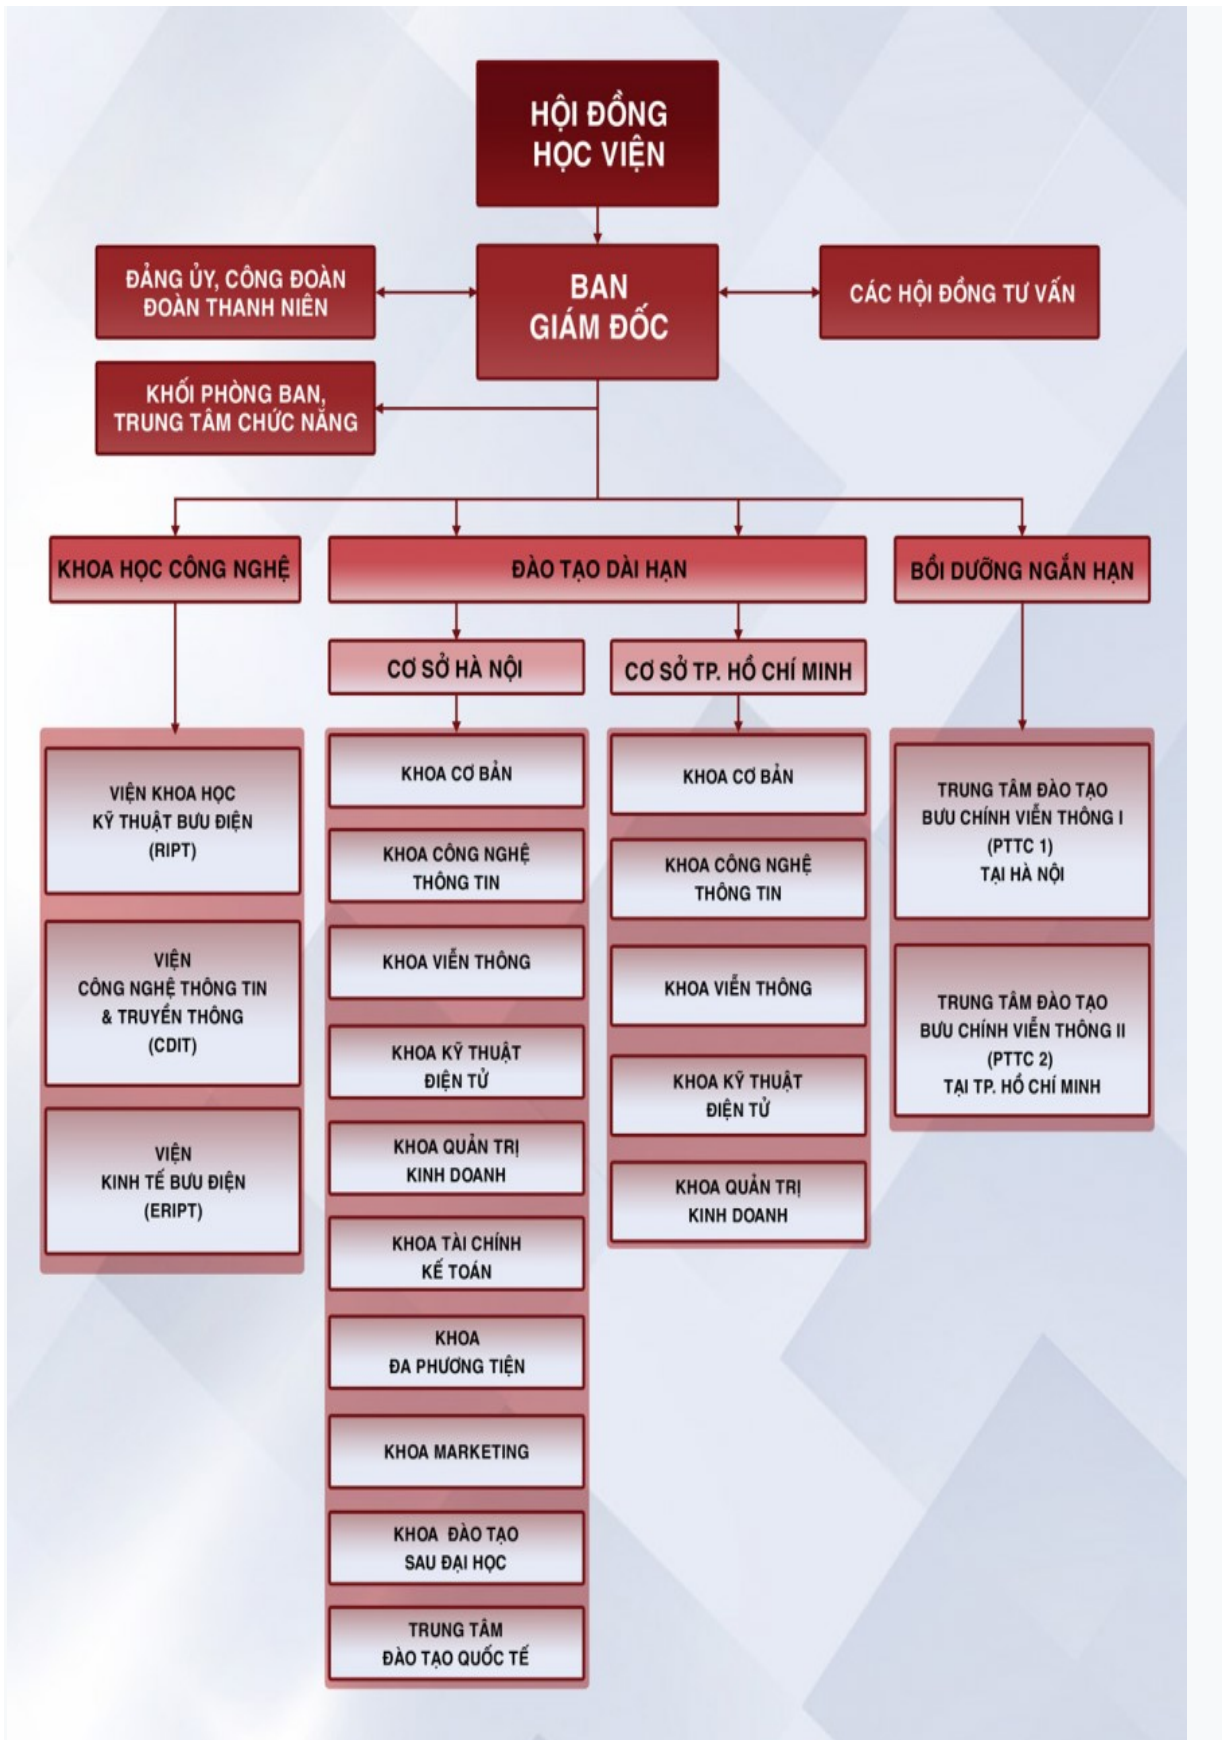 HỘI ĐỒNG
HỌC VIỆN
ĐẢNG ỦY, CÔNG ĐOÀN
ĐOÀN THANH NIÊN
BAN
GIÁM ĐỐC
CÁC HỘI ĐỒNG TƯ VẤN
KHỐI PHÒNG BAN,
TRUNG TÂM CHỨC NĂNG
KHOA HỌC CÔNG NGHỆ
ĐÀO TẠO DÀI HẠN
BỒI DƯỠNG NGẮN HẠN
CƠ SỞ HÀ NỘI
CƠ SỞ TP. HỒ CHÍ MINH
VIỆN KHOA HỌC
KỸ THUẬT BƯU ĐIỆN
(RIPT)
VIỆN
CÔNG NGHỆ THÔNG TIN
& TRUYỀN THÔNG
(CDIT)
VIỆN
KINH TẾ BƯU ĐIỆN
(ERIPT)
KHOA CƠ BẢN
KHOA CÔNG NGHỆ
THÔNG TIN
KHOA VIỄN THÔNG
KHOA KỸ THUẬT
ĐIỆN TỬ
KHOA QUẢN TRỊ
KINH DOANH
KHOA TÀI CHÍNH
KẾ TOÁN
KHOA
ĐA PHƯƠNG TIỆN
KHOA MARKETING
KHOA ĐÀO TẠO
SAU ĐẠI HỌC
TRUNG TÂM
ĐÀO TẠO QUỐC TẾ
KHOA CƠ BẢN
KHOA CÔNG NGHỆ
THÔNG TIN
KHOA VIỄN THÔNG
KHOA KỸ THUẬT
ĐIỆN TỬ
KHOA QUẢN TRỊ
KINH DOANH
TRUNG TÂM ĐÀO TẠO
BƯU CHÍNH VIỄN THÔNG I
(PTTC 1)
TẠI HÀ NỘI
TRUNG TÂM ĐÀO TẠO
BƯU CHÍNH VIỄN THÔNG II
(PTTC 2)
TẠI TP. HỒ CHÍ MINH